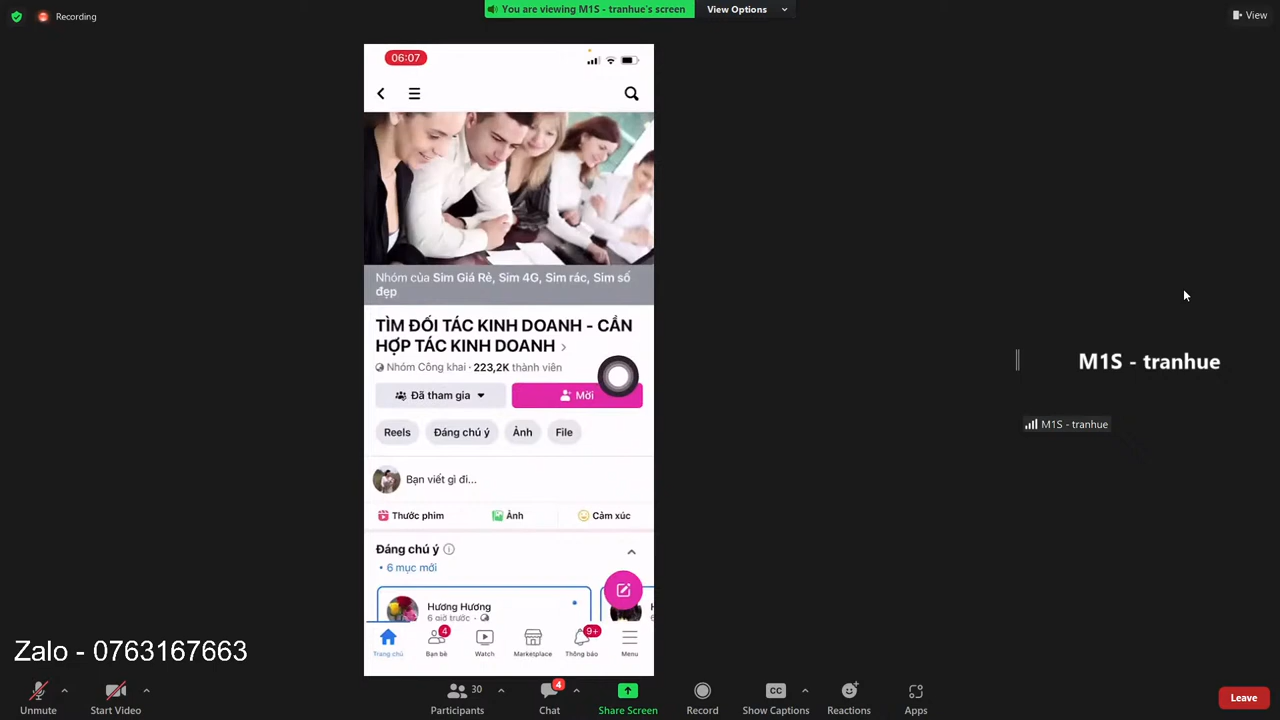 Recording
You are viewing M1S - tranhue's screen
View Options
View
06:07
Nhóm của Sim Giá Rẻ, Sim 4G, Sim rác, Sim số
đẹp
TÌM ĐỐI TÁC KINH DOANH - CẦN
HỢP TÁC KINH DOANH
Nhóm Công khai · 223,2K thành viên
Đã tham gia
Mời
Reels
Đáng chú ý
Ảnh
File
Bạn viết gì đi...
Thước phim
Ảnh
Cảm xúc
Đáng chú ý
• 6 mục mới
Hương Hương
6 giờ trước
4
9+
Trang chủ
Bạn bè
Watch
Marketplace
Thông báo
Menu
M1S - tranhue
M1S - tranhue
Zalo - 0763167663
Unmute
Start Video
30
Participants
4
Chat
Share Screen
Record
CC
Show Captions
Reactions
Apps
Leave